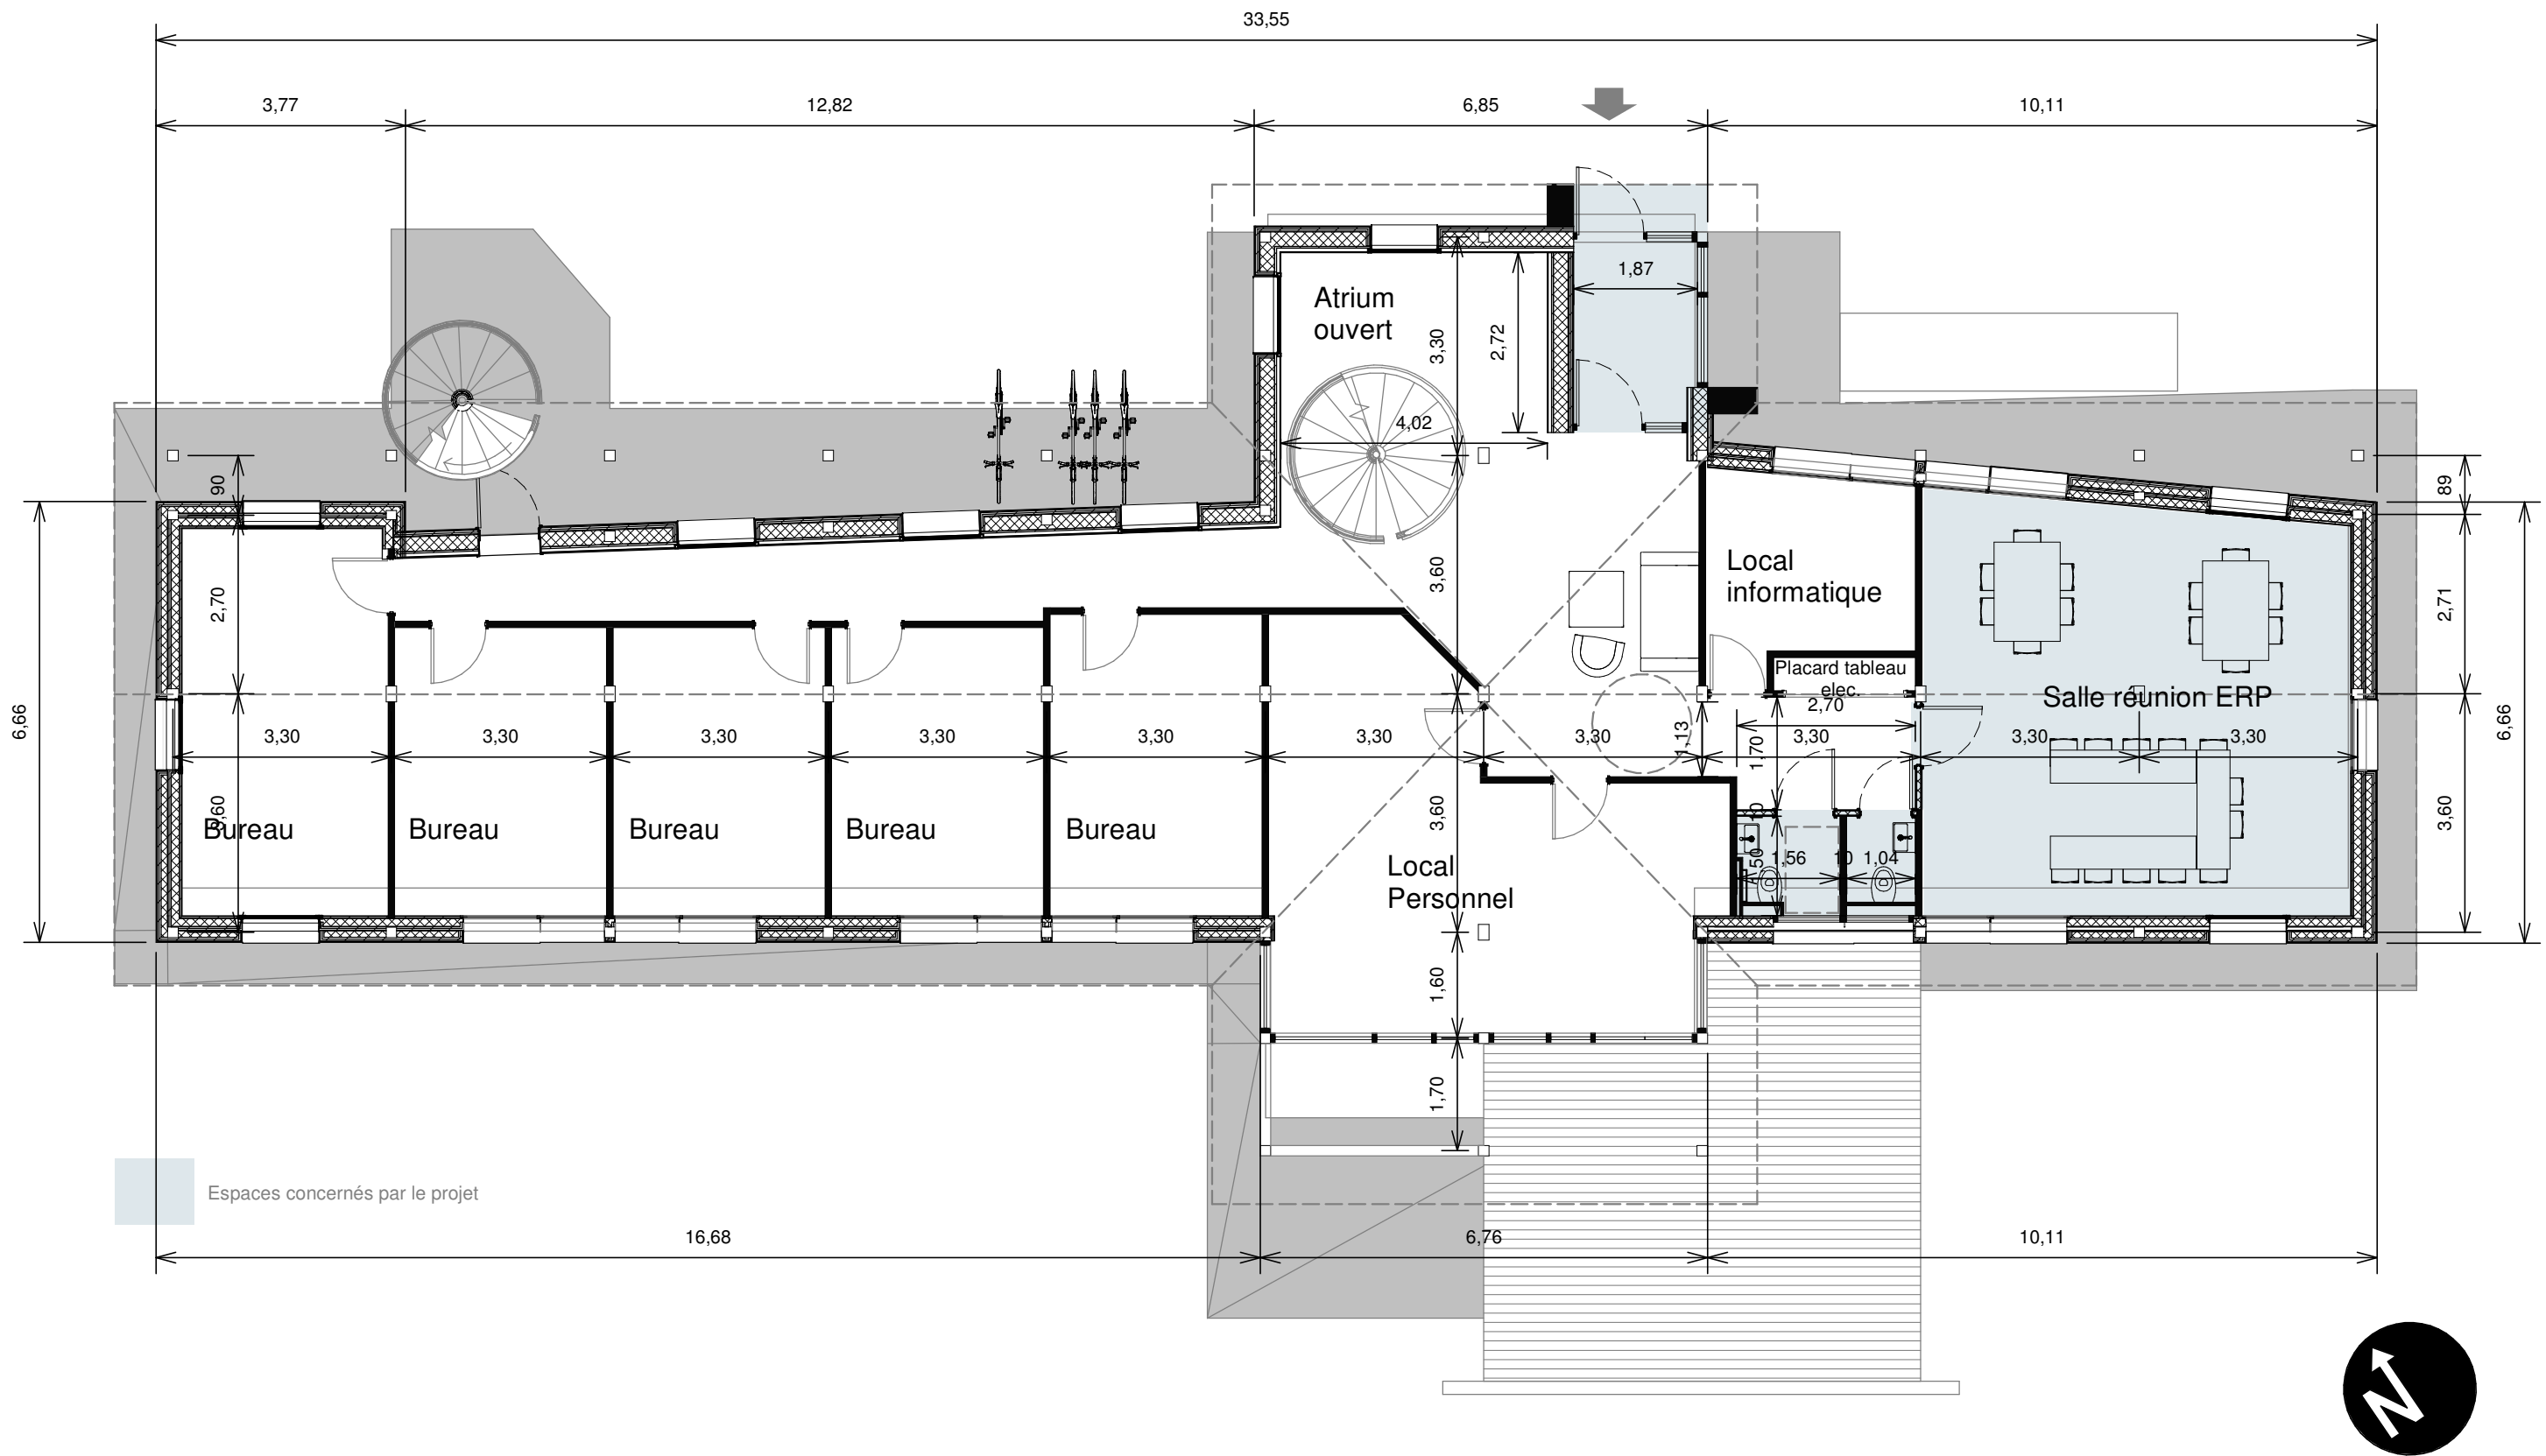 33,55
3,77
12,82
6,85
10,11
1,87
Atrium
ouvert
3,30
2,72
4,02
90
89
2,70
3,60
Local
informatique
2,71
Placard tableau
elec.
2,70
Salle réunion ERP
6,66
3,30
3,30
3,30
3,30
3,30
3,30
3,30
1,13
1,70
3,30
3,30
3,30
6,66
3,60
Bureau
Bureau
Bureau
Bureau
Bureau
3,60
3,60
1,56
10
1,04
Local
Personnel
1,60
1,70
Espaces concernés par le projet
16,68
6,76
10,11
N